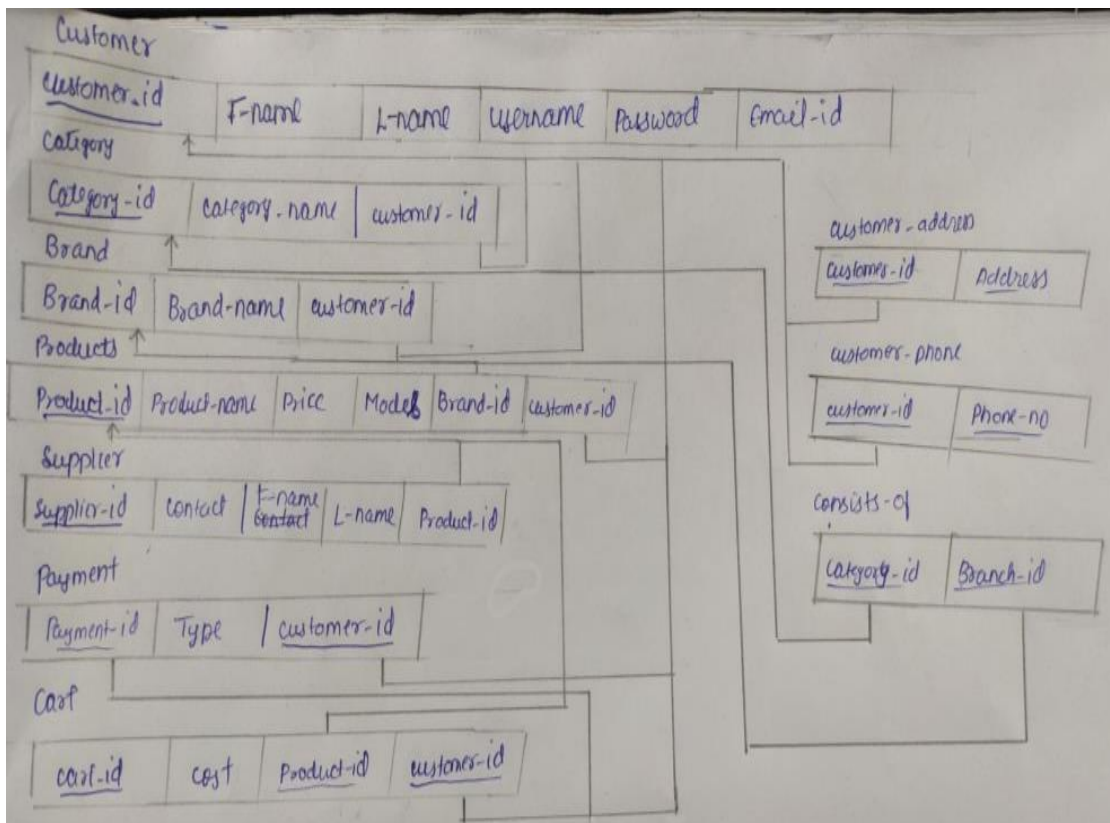 Customer
customer-id F-name L-name username Password Email-id
Category
Category-id category-name customer-id
Brand
Brand-id Brand-name customer-id
Products
Product-id Product-name Price Model Brand-id customer-id
Supplier
Supplier-id contact F-name contact L-name Product-id
Payment
Payment-id Type customer-id
Cart
cart-id cost Product-id customer-id
customer-address
customer-id Address
customer-phone
customer-id Phone-no
consists-of
category-id Branch-id